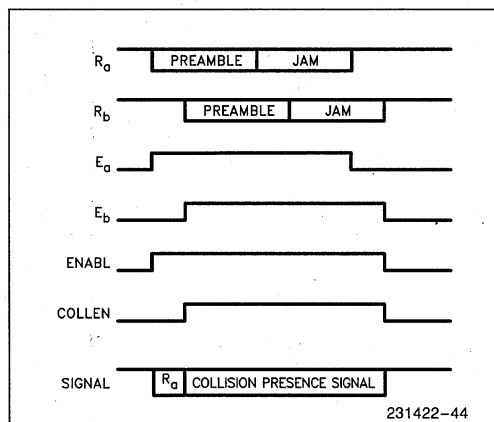 Ra PREAMBLE JAM
Rb PREAMBLE JAM
Ea
Eb
ENABL
COLLEN
SIGNAL Ra COLLISION PRESENCE SIGNAL
231422-44